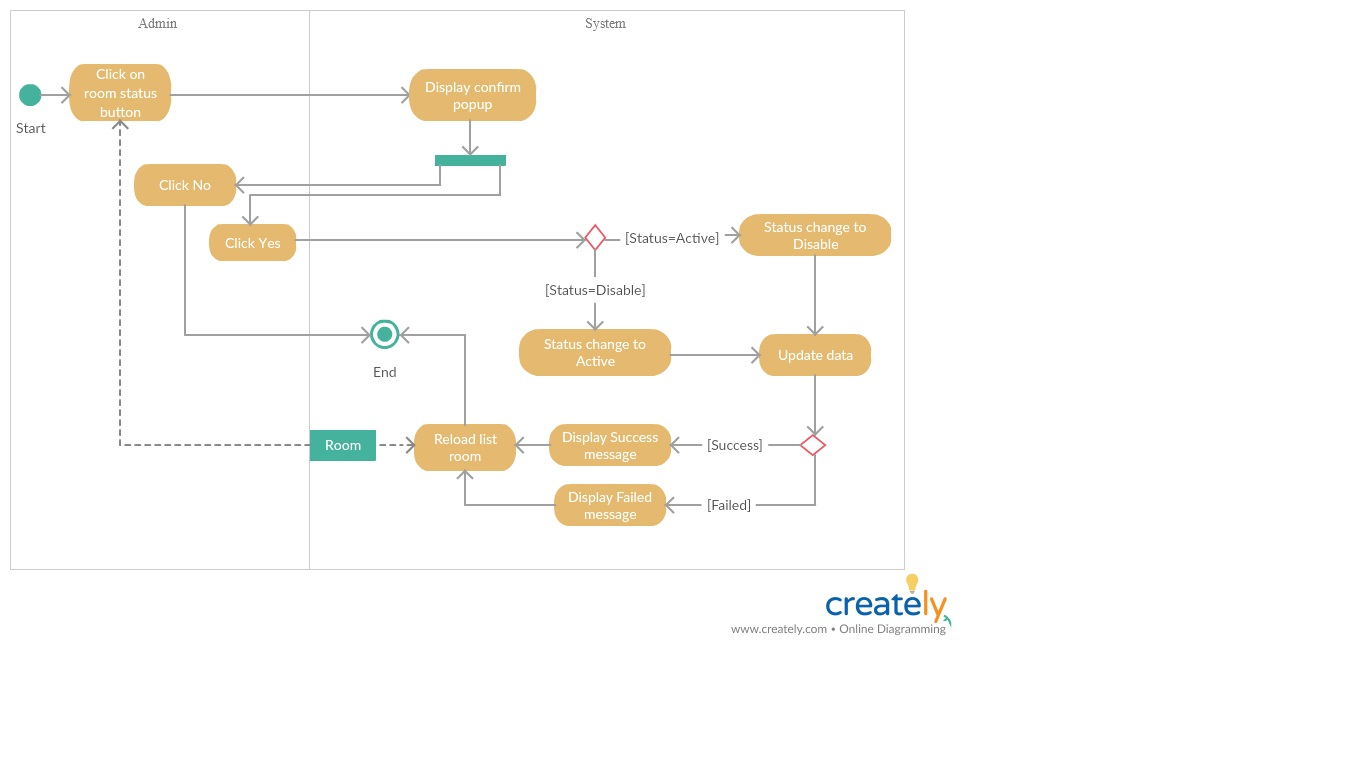 Admin
System
Click on
room status
button
Display confirm
popup
Start
Click No
Click Yes
[Status=Active]
Status change to
Disable
[Status=Disable]
Status change to
Active
Update data
End
Room
Reload list
room
Display Success
message
[Success]
Display Failed
message
[Failed]
creately
www.creately.com • Online Diagramming